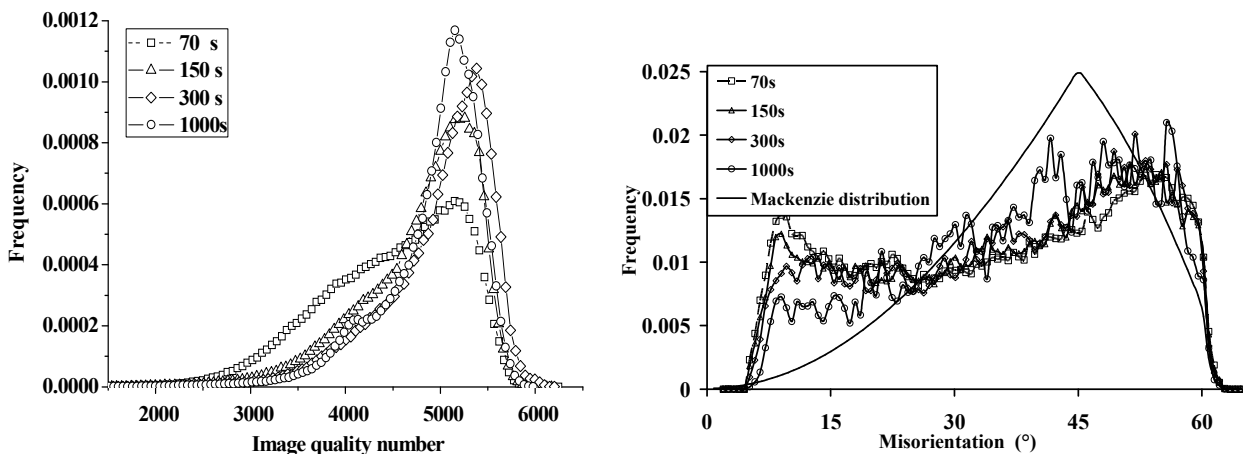 0.0012
0.0010
0.0008
0.0006
0.0004
0.0002
0.0000
Frequency
70 s
150 s
300 s
1000s
2000
3000
4000
5000
6000
Image quality number
0.025
0.02
0.015
0.01
0.005
0
Frequency
70s
150s
300s
1000s
Mackenzie distribution
0
15
30
45
60
Misorientation (°)